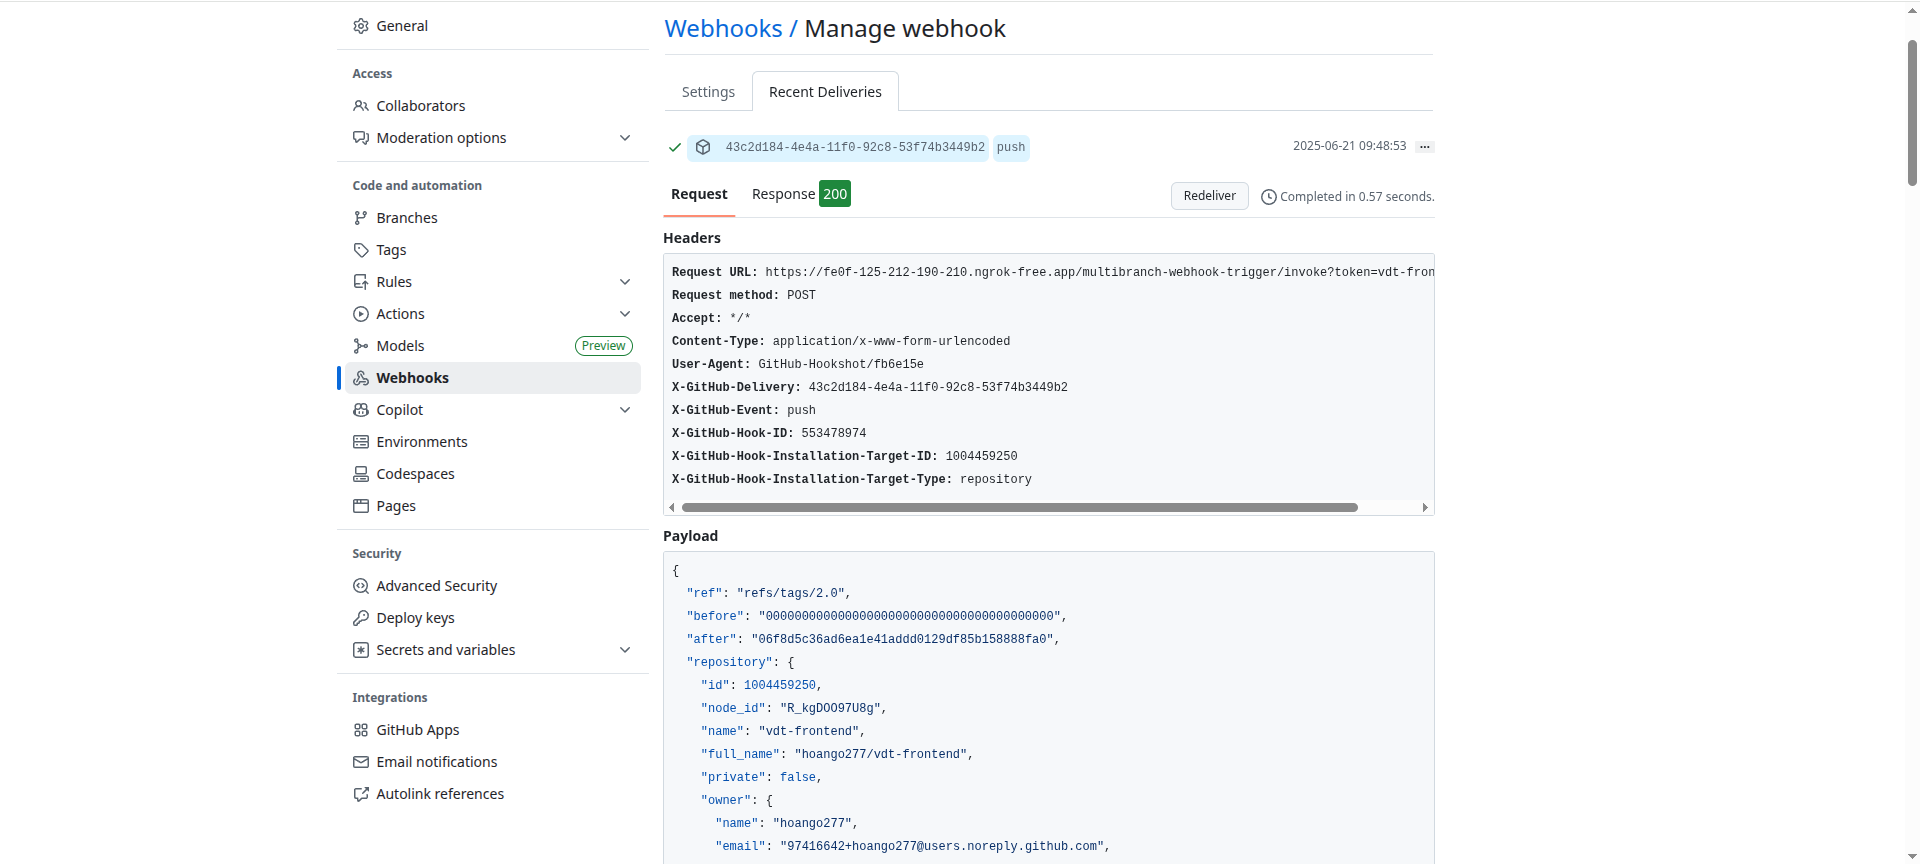 General
Access
Collaborators
Moderation options
Code and automation
Branches
Tags
Rules
Actions
Models Preview
Webhooks
Copilot
Environments
Codespaces
Pages
Security
Advanced Security
Deploy keys
Secrets and variables
Integrations
GitHub Apps
Email notifications
Autolink references
Webhooks / Manage webhook
Settings Recent Deliveries
43c2d184-4e4a-11f0-92c8-53f74b3449b2 push 2025-06-21 09:48:53 ...
Request Response 200 Redeliver Completed in 0.57 seconds.
Headers
Request URL: https://fe0f-125-212-190-210.ngrok-free.app/multibranch-webhook-trigger/invoke?token=vdt-fron
Request method: POST
Accept: */*
Content-Type: application/x-www-form-urlencoded
User-Agent: GitHub-Hookshot/fb6e15e
X-GitHub-Delivery: 43c2d184-4e4a-11f0-92c8-53f74b3449b2
X-GitHub-Event: push
X-GitHub-Hook-ID: 553478974
X-GitHub-Hook-Installation-Target-ID: 1004459250
X-GitHub-Hook-Installation-Target-Type: repository
Payload
{
"ref": "refs/tags/2.0",
"before": "0000000000000000000000000000000000000000",
"after": "06f8d5c36ad6ea1e41addd0129df85b158888fa0",
"repository": {
"id": 1004459250,
"node_id": "R_kgDOO97U8g",
"name": "vdt-frontend",
"full_name": "hoango277/vdt-frontend",
"private": false,
"owner": {
"name": "hoango277",
"email": "97416642+hoango277@users.noreply.github.com",